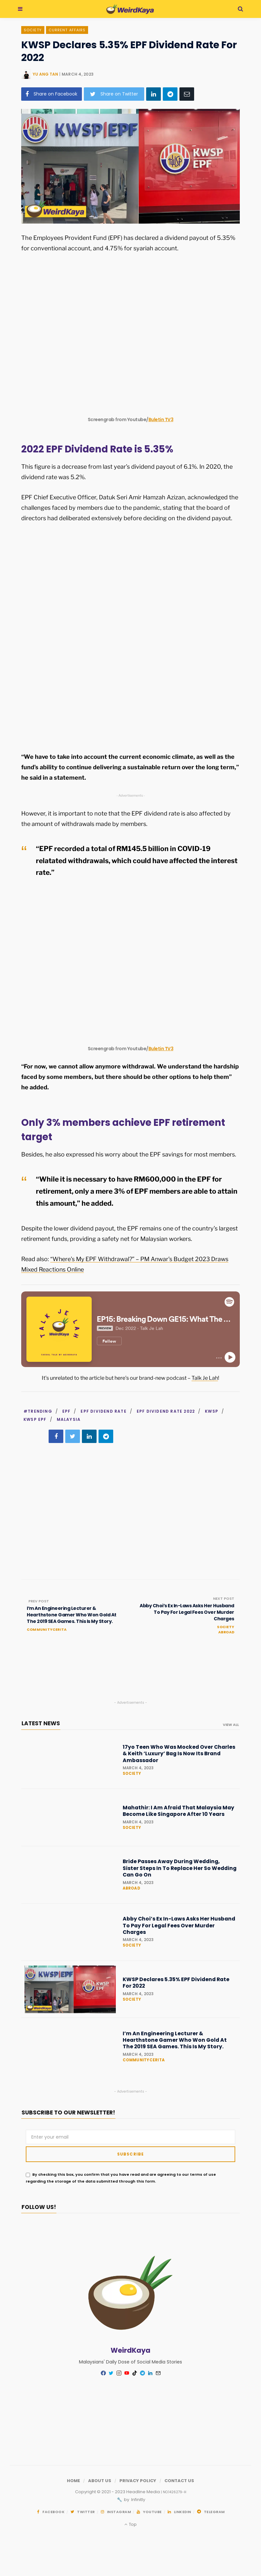 WeirdKaya
SOCIETY
CURRENT AFFAIRS
KWSP Declares 5.35% EPF Dividend Rate For
2022
FU ANG TAN | MARCH 4, 2023
Share on Facebook
Share on Twitter
KWSP EPF
KWSP
EPF
WeirdKaya
The Employees Provident Fund (EPF) has declared a dividend payout of 5.35%
for conventional account, and 4.75% for syariah account.
Screengrab from Youtube/Buletin TV3
2022 EPF Dividend Rate is 5.35%
This figure is a decrease from last year's dividend payout of 6.1%. In 2020, the
dividend rate was 5.2%.
EPF Chief Executive Officer, Datuk Seri Amir Hamzah Azizan, acknowledged the
challenges faced by members due to the pandemic, stating that the board of
directors had deliberated extensively before deciding on the dividend payout.
“We have to take into account the current economic climate, as well as the
fund's ability to continue delivering a sustainable return over the long term,”
he said in a statement.
- Advertisements -
However, it is important to note that the EPF dividend rate is also affected by
the amount of withdrawals made by members.
“EPF recorded a total of RM145.5 billion in COVID-19
relatated withdrawals, which could have affected the interest
rate.”
Screengrab from Youtube/Buletin TV3
“For now, we cannot allow anymore withdrawal. We understand the hardship
faced by some members, but there should be other options to help them”
he added.
Only 3% members achieve EPF retirement
target
Besides, he also expressed his worry about the EPF savings for most members.
“While it is necessary to have RM600,000 in the EPF for
retirement, only a mere 3% of EPF members are able to attain
this amount,” he added.
Despite the lower dividend payout, the EPF remains one of the country's largest
retirement funds, providing a safety net for Malaysian workers.
Read also: “Where's My EPF Withdrawal?” – PM Anwar's Budget 2023 Draws
Mixed Reactions Online
TALK JE LAH
WeirdKaya
EP15: Breaking Down GE15: What The ...
Dec 2022 · Talk Je Lah
Follow
It's unrelated to the article but here's our brand-new podcast – Talk Je Lah!
#TRENDING / EPF / EPF DIVIDEND RATE / EPF DIVIDEND RATE 2022 / KWSP /
KWSP EPF / MALAYSIA
PREV POST
I'm An Engineering Lecturer &
Heartstone Gamer Who Won Gold At
The 2019 SEA Games. This Is My Story.
COMMUNITYCERITA
NEXT POST
Abby Choi's Ex In-Laws Asks Her Husband
To Pay For Legal Fees Over Murder
Charges
SOCIETY
ABROAD
- Advertisements -
LATEST NEWS
VIEW ALL
17yo Teen Who Was Mocked Over Charles
& Keith ‘Luxury' Bag Is Now Its Brand
Ambassador
MARCH 4, 2023
SOCIETY
Mahathir: I Am Afraid That Malaysia May
Become Like Singapore After 10 Years
MARCH 4, 2023
SOCIETY
Bride Passes Away During Wedding,
Sister Steps In To Replace Her So Wedding
Can Go On
MARCH 4, 2023
ABROAD
Abby Choi's Ex In-Laws Asks Her Husband
To Pay For Legal Fees Over Murder
Charges
MARCH 4, 2023
SOCIETY
KWSP EPF
KWSP
EPF
KWSP Declares 5.35% EPF Dividend Rate
For 2022
MARCH 4, 2023
SOCIETY
I'm An Engineering Lecturer &
Hearthstone Gamer Who Won Gold At
The 2019 SEA Games. This Is My Story.
MARCH 4, 2023
COMMUNITYCERITA
- Advertisements -
SUBSCRIBE TO OUR NEWSLETTER!
Enter your email
SUBSCRIBE
By checking this box, you confirm that you have read and are agreeing to our terms of use
regarding the storage of the data submitted through this form.
FOLLOW US!
WeirdKaya
Malaysians' Daily Dose of Social Media Stories
HOME
ABOUT US
PRIVACY POLICY
CONTACT US
by Infinilly
FACEBOOK
TWITTER
INSTAGRAM
YOUTUBE
LINKEDIN
TELEGRAM
Top